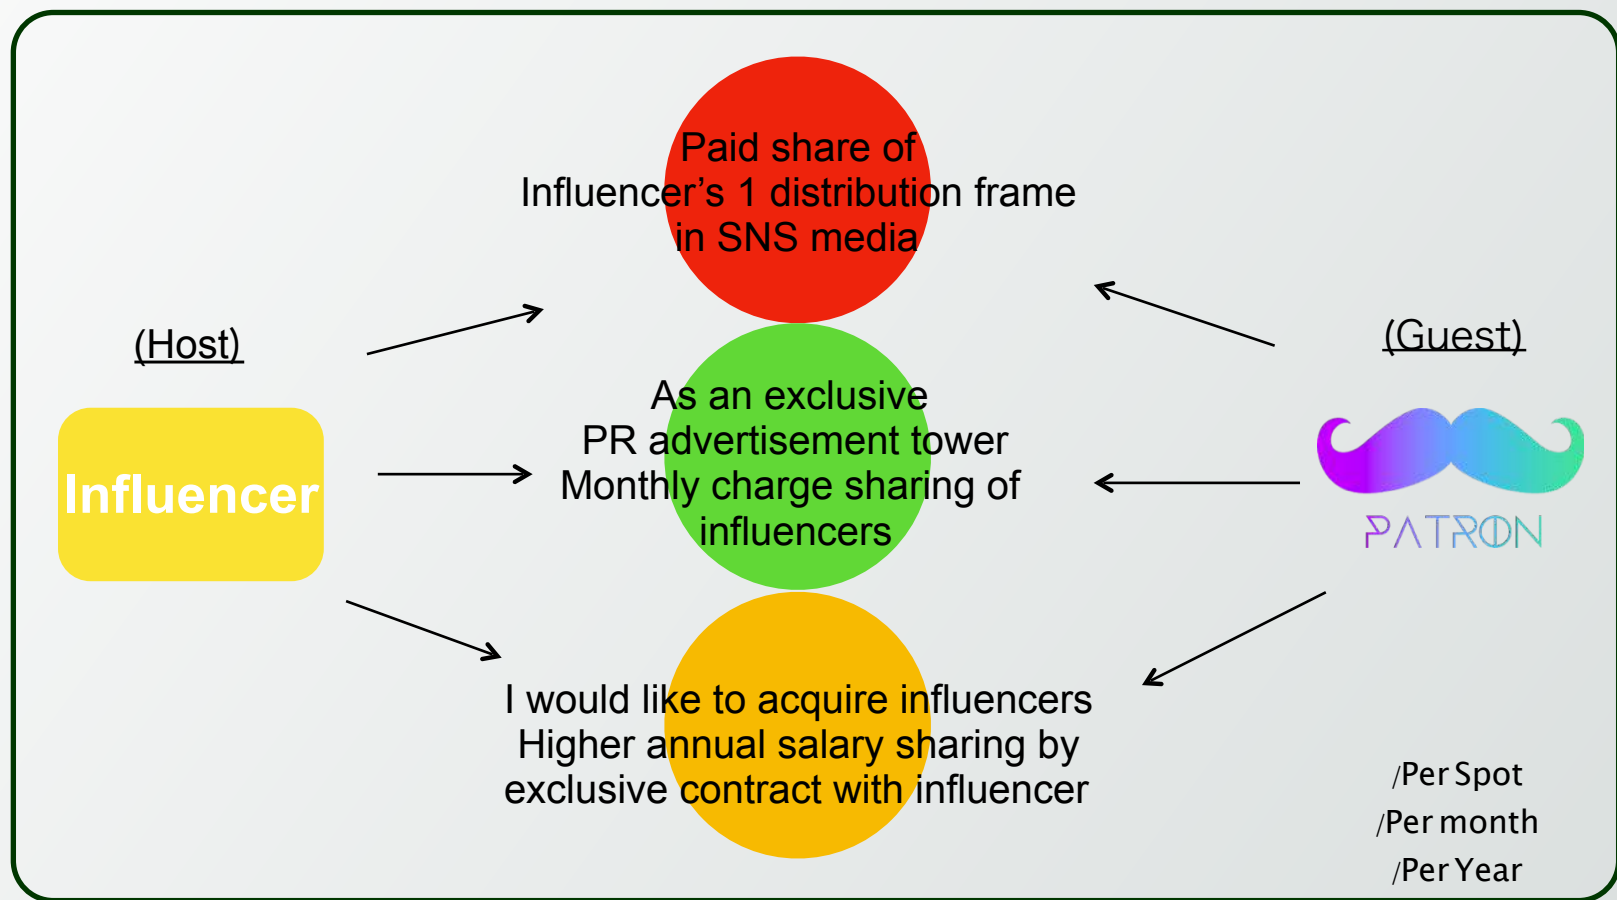 Paid share of
Influencer's 1 distribution frame
in SNS media
(Host)
Influencer
As an exclusive
PR advertisement tower
Monthly charge sharing of
influencers
(Guest)
PATRON
I would like to acquire influencers
Higher annual salary sharing by
exclusive contract with influencer
/Per Spot
/Per month
/Per Year